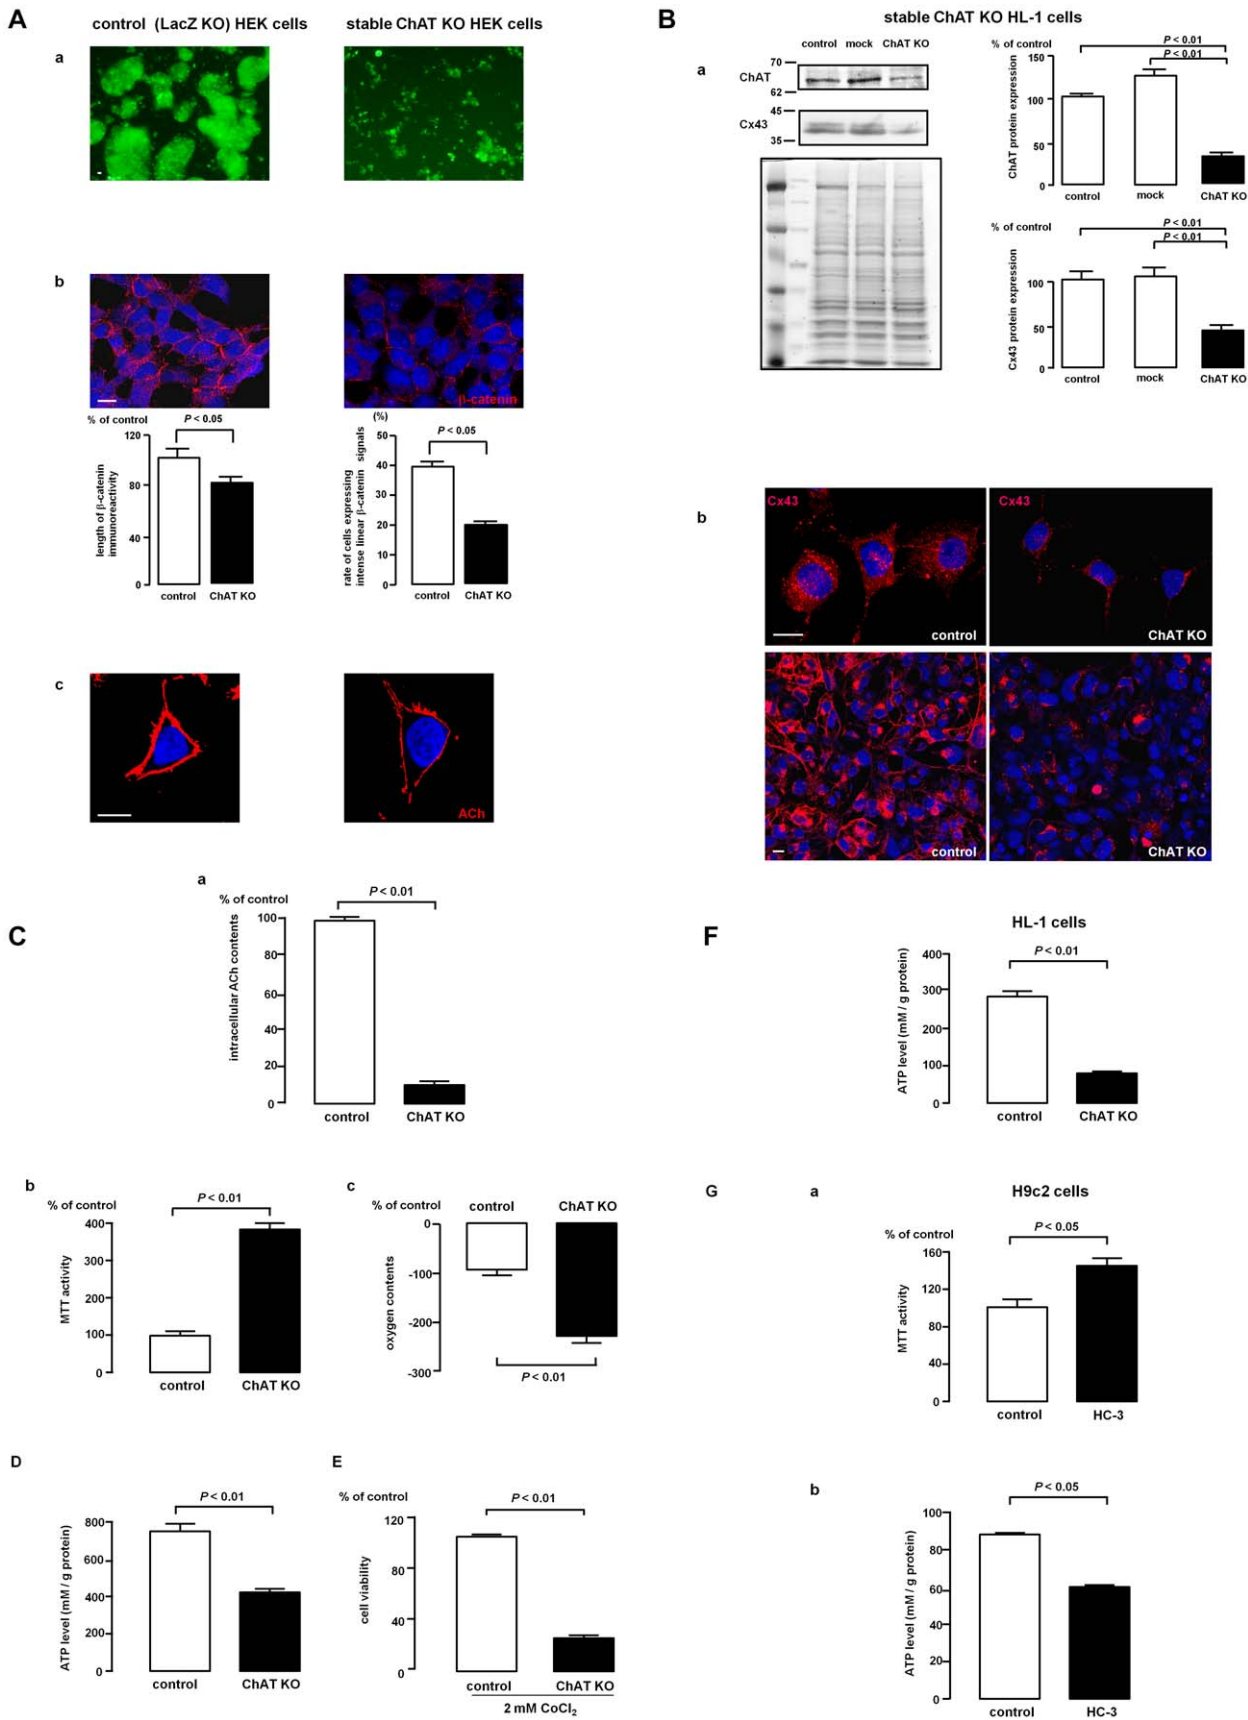 A
control (LacZ KO) HEK cells
stable ChAT KO HEK cells
a
b
β-catenin
% of control
P < 0.05
120
80
40
0
length of β-catenin
immunoreactivity
control
ChAT KO
(%)
P < 0.05
50
40
30
20
10
0
rate of cells expressing
intense linear β-catenin signals
control
ChAT KO
c
ACh
B
stable ChAT KO HL-1 cells
a
control mock ChAT KO
70
ChAT
62
45
Cx43
35
% of control
P < 0.01
P < 0.01
150
100
50
0
ChAT protein expression
control
mock
ChAT KO
% of control
P < 0.01
P < 0.01
100
50
0
Cx43 protein expression
control
mock
ChAT KO
b
Cx43
Cx43
control
ChAT KO
control
ChAT KO
C
a
% of control
P < 0.01
100
80
60
40
20
0
intracellular ACh contents
control
ChAT KO
b
% of control
P < 0.01
400
300
200
100
0
MTT activity
control
ChAT KO
c
% of control
control
ChAT KO
0
-100
-200
-300
oxygen contents
P < 0.01
D
P < 0.01
800
600
400
200
0
ATP level (mM / g protein)
control
ChAT KO
E
% of control
P < 0.01
120
80
40
0
cell viability
control
ChAT KO
2 mM CoCl₂
F
HL-1 cells
P < 0.01
400
300
200
100
0
ATP level (mM / g protein)
control
ChAT KO
G
a
H9c2 cells
% of control
P < 0.05
160
120
80
40
0
MTT activity
control
HC-3
b
P < 0.05
100
80
60
40
20
0
ATP level (mM / g protein)
control
HC-3